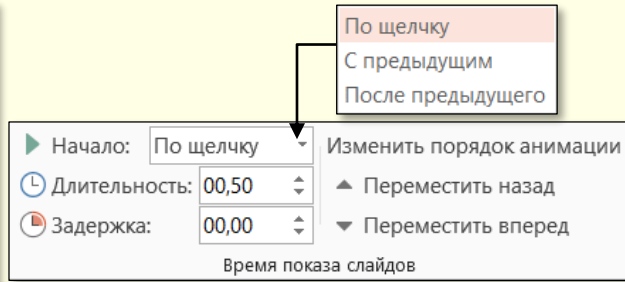 По щелчку
С предыдущим
После предыдущего
Начало: По щелчку Изменить порядок анимации
Длительность: 00,50 Переместить назад
Задержка: 00,00 Переместить вперед
Время показа слайдов